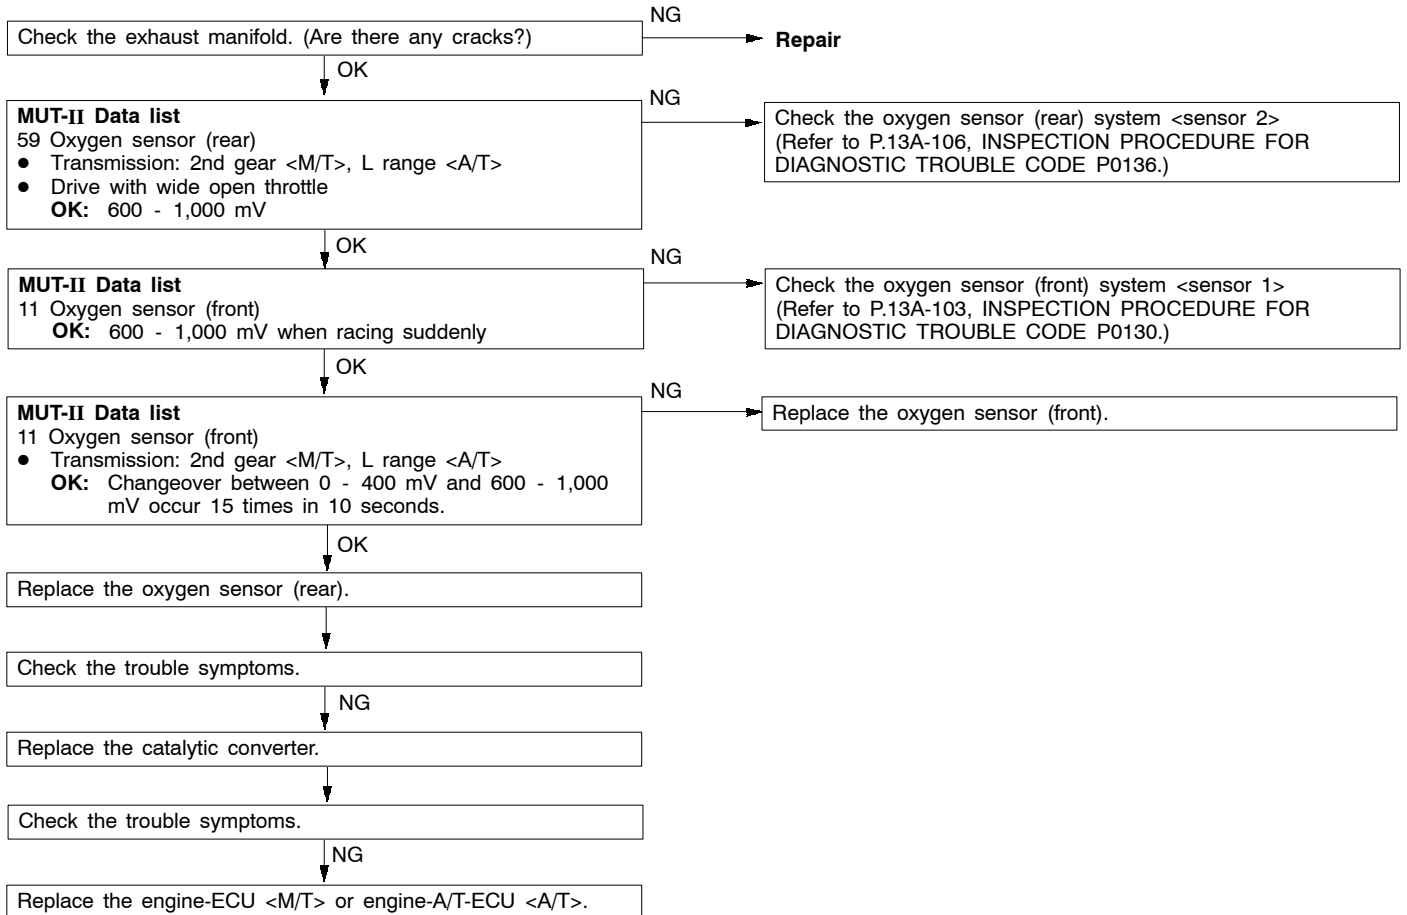 Check the exhaust manifold. (Are there any cracks?)
NG
Repair
OK
MUT-II Data list
59 Oxygen sensor (rear)
● Transmission: 2nd gear <M/T>, L range <A/T>
● Drive with wide open throttle
OK: 600 - 1,000 mV
NG
Check the oxygen sensor (rear) system <sensor 2>
(Refer to P.13A-106, INSPECTION PROCEDURE FOR
DIAGNOSTIC TROUBLE CODE P0136.)
OK
MUT-II Data list
11 Oxygen sensor (front)
OK: 600 - 1,000 mV when racing suddenly
NG
Check the oxygen sensor (front) system <sensor 1>
(Refer to P.13A-103, INSPECTION PROCEDURE FOR
DIAGNOSTIC TROUBLE CODE P0130.)
OK
MUT-II Data list
11 Oxygen sensor (front)
● Transmission: 2nd gear <M/T>, L range <A/T>
OK: Changeover between 0 - 400 mV and 600 - 1,000
mV occur 15 times in 10 seconds.
NG
Replace the oxygen sensor (front).
OK
Replace the oxygen sensor (rear).
Check the trouble symptoms.
NG
Replace the catalytic converter.
Check the trouble symptoms.
NG
Replace the engine-ECU <M/T> or engine-A/T-ECU <A/T>.